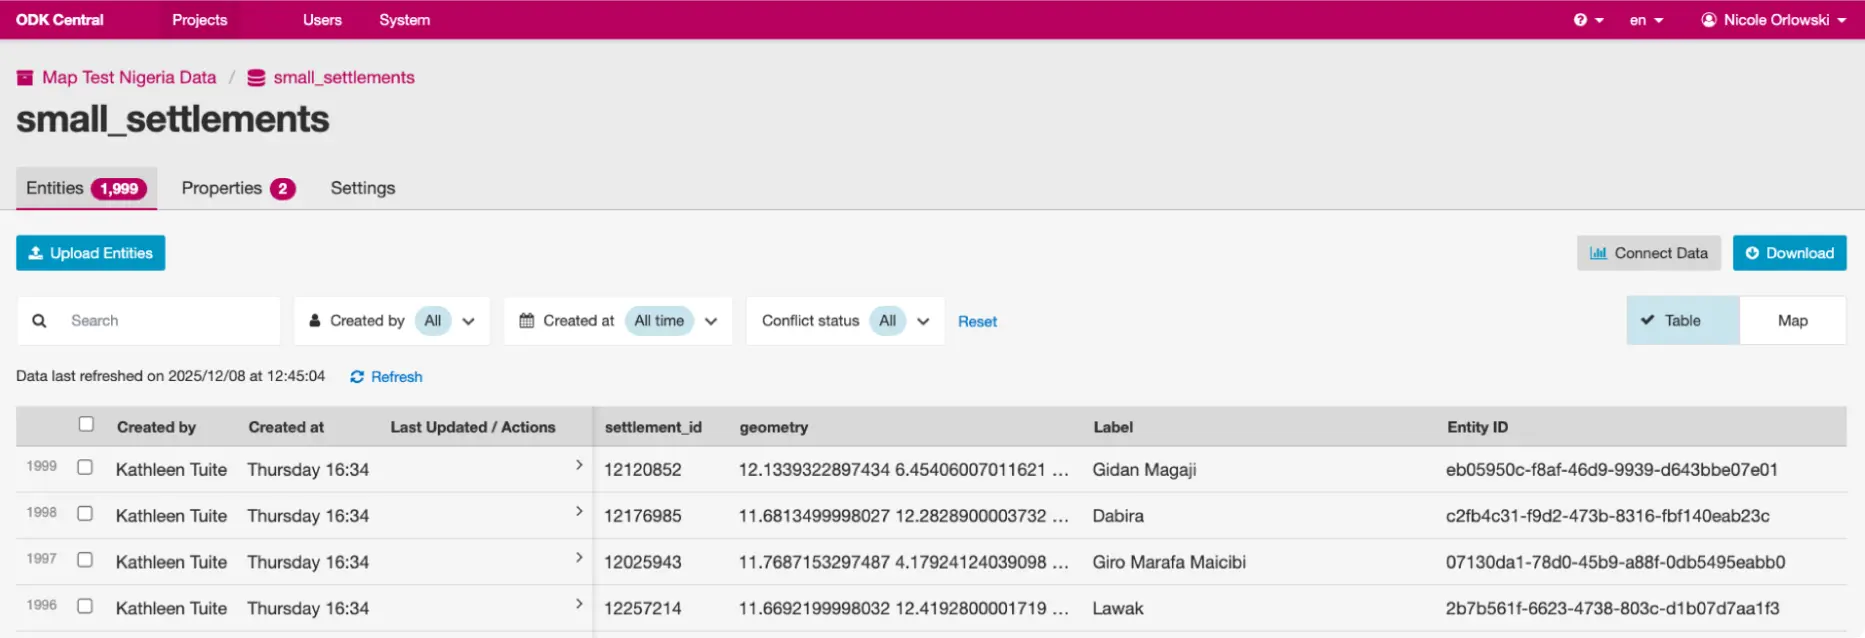 ODK Central Projects Users System ? en Nicole Orlowski
Map Test Nigeria Data / small_settlements
small_settlements
Entities 1,999 Properties 2 Settings
Upload Entities Connect Data Download
Search Created by All Created at All time Conflict status All Reset Table Map
Data last refreshed on 2025/12/08 at 12:45:04 Refresh
Created by Created at Last Updated / Actions settlement_id geometry Label Entity ID
1999 Kathleen Tuite Thursday 16:34 12120852 12.1339322897434 6.45406007011621 ... Gidan Magaji eb05950c-f8af-46d9-9939-d643bbe07e01
1998 Kathleen Tuite Thursday 16:34 12176985 11.6813499998027 12.2828900003732 ... Dabira c2fb4c31-f9d2-473b-8316-fbf140eab23c
1997 Kathleen Tuite Thursday 16:34 12025943 11.7687153297487 4.17924124039098 ... Giro Marafa Maicibi 07130da1-78d0-45b9-a88f-0db5495eabb0
1996 Kathleen Tuite Thursday 16:34 12257214 11.6692199998032 12.4192800001719 ... Lawak 2b7b561f-6623-4738-803c-d1b07d7aa1f3